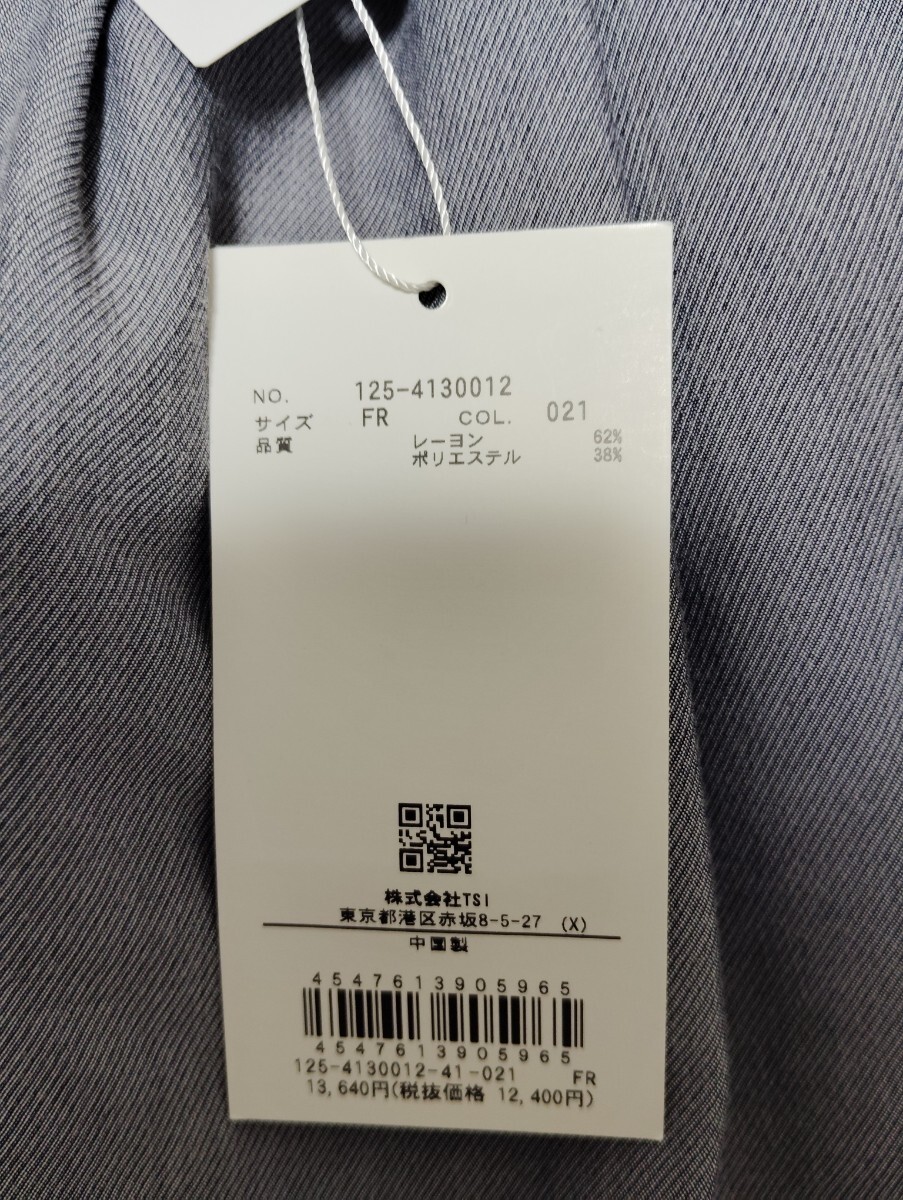 NO. 125-4130012
サイズ FR COL. 021
品質 レーヨン 62%
ポリエステル 38%
株式会社TSI
東京都港区赤坂8-5-27 (X)
中国製
4547613905965
4547613905965
125-4130012-41-021 FR
13,640円(税抜価格 12,400円)